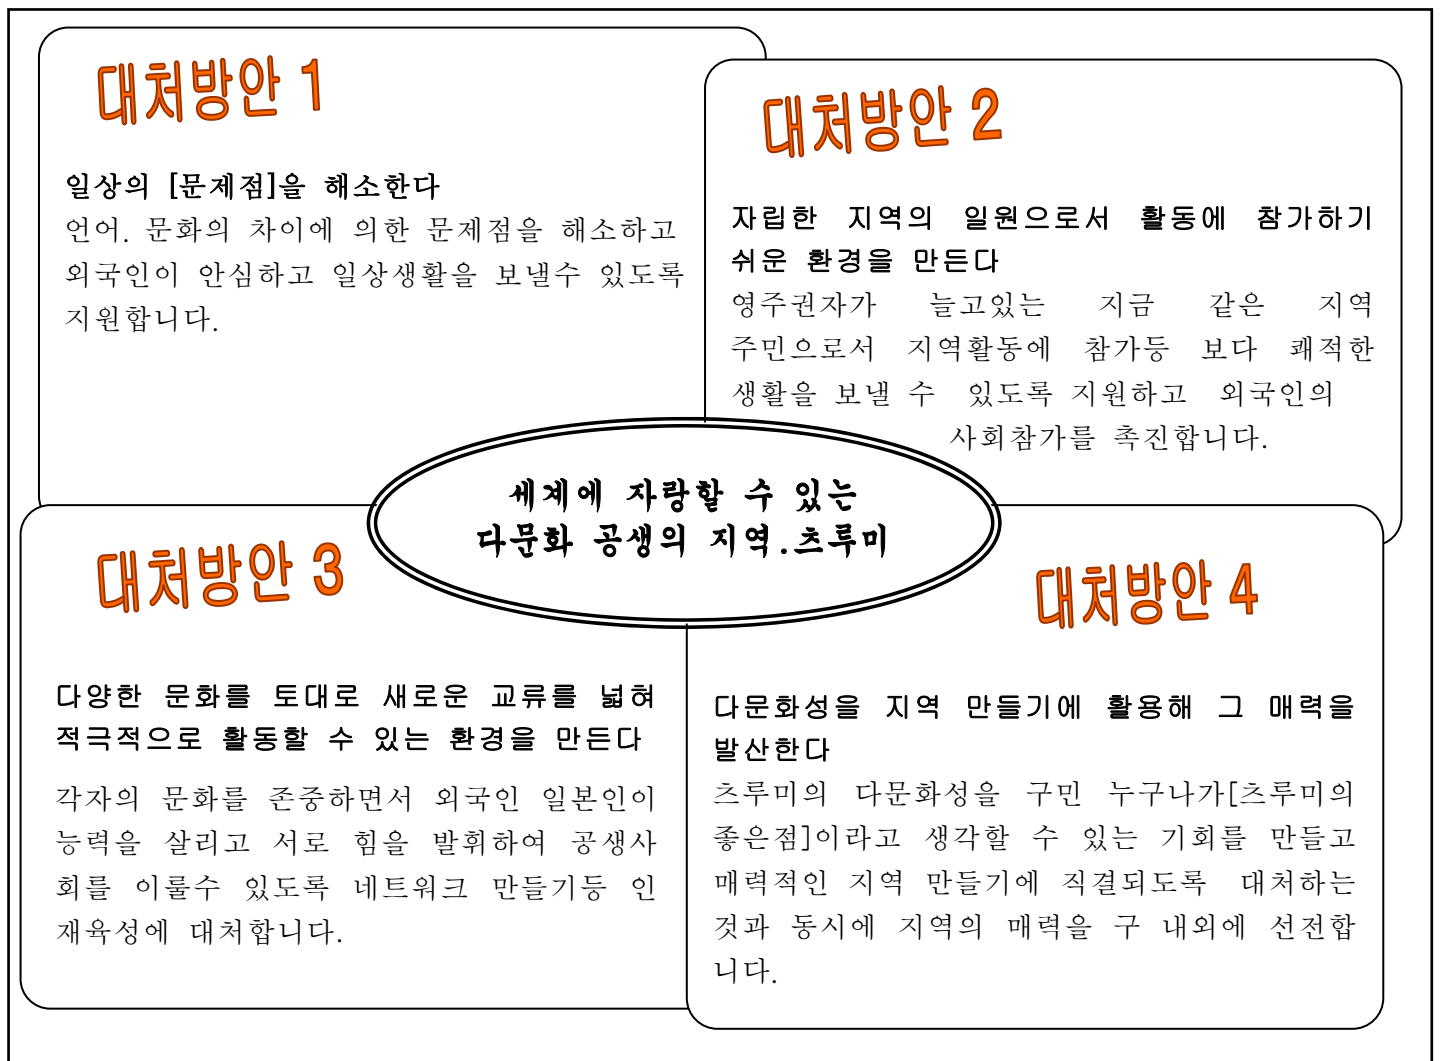 대처방안 1
일상의 [문제점]을 해소한다
언어. 문화의 차이에 의한 문제점을 해소하고
외국인이 안심하고 일상생활을 보낼수 있도록
지원합니다.
대처방안 2
자립한 지역의 일원으로서 활동에 참가하기
쉬운 환경을 만든다
영주권자가 늘고있는 지금 같은 지역
주민으로서 지역활동에 참가등 보다 쾌적한
생활을 보낼 수 있도록 지원하고 외국인의
사회참가를 촉진합니다.
세계에 자랑할 수 있는
다문화 공생의 지역.츠루미
대처방안 3
다양한 문화를 토대로 새로운 교류를 넓혀
적극적으로 활동할 수 있는 환경을 만든다
각자의 문화를 존중하면서 외국인 일본인이
능력을 살리고 서로 힘을 발휘하여 공생사
회를 이룰수 있도록 네트워크 만들기등 인
재육성에 대처합니다.
대처방안 4
다문화성을 지역 만들기에 활용해 그 매력을
발산한다
츠루미의 다문화성을 구민 누구나가[츠루미의
좋은점]이라고 생각할 수 있는 기회를 만들고
매력적인 지역 만들기에 직결되도록 대처하는
것과 동시에 지역의 매력을 구 내외에 선전합
니다.